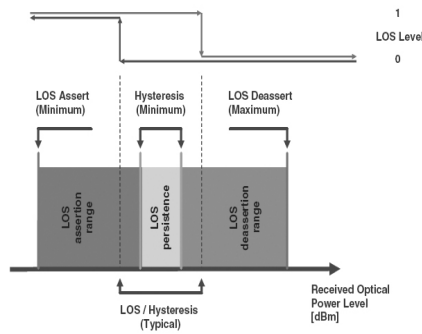 1
LOS Level
0
LOS Assert
(Minimum)
Hysteresis
(Minimum)
LOS Deassert
(Maximum)
LOS
assertion
range
LOS
persistence
LOS
deassertion
range
Received Optical
Power Level
[dBm]
LOS / Hysteresis
(Typical)